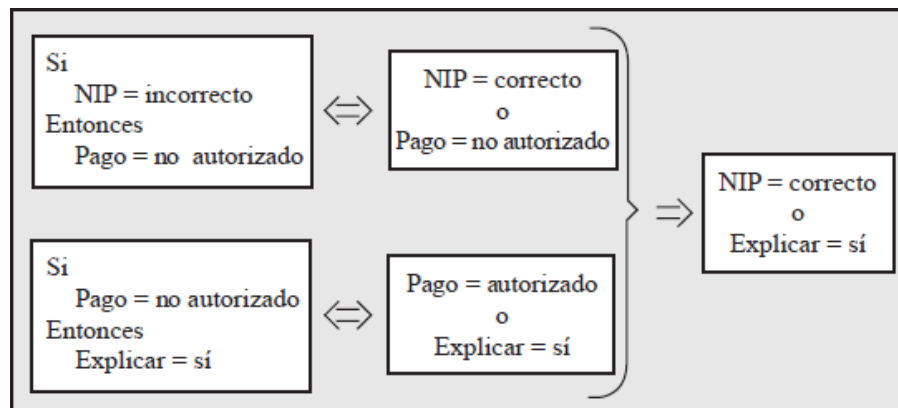 Si
NIP = incorrecto
Entonces
Pago = no autorizado
NIP = correcto
o
Pago = no autorizado
Si
Pago = no autorizado
Entonces
Explicar = sí
Pago = autorizado
o
Explicar = sí
NIP = correcto
o
Explicar = sí